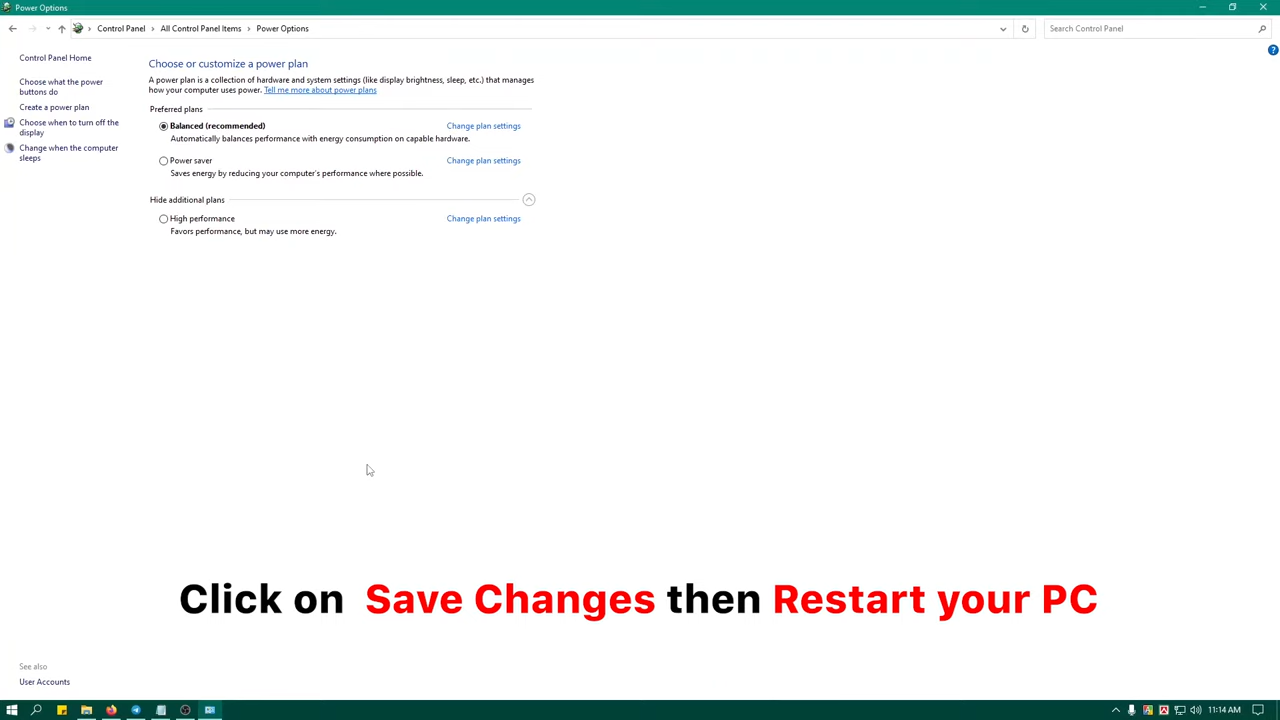 Power Options
Control Panel
All Control Panel Items
Power Options
Search Control Panel
Control Panel Home
Choose what the power
buttons do
Create a power plan
Choose when to turn off the
display
Change when the computer
sleeps
Choose or customize a power plan
A power plan is a collection of hardware and system settings (like display brightness, sleep, etc.) that manages
how your computer uses power. Tell me more about power plans
Preferred plans
Balanced (recommended) Change plan settings
Automatically balances performance with energy consumption on capable hardware.
Power saver Change plan settings
Saves energy by reducing your computer's performance where possible.
Hide additional plans
High performance Change plan settings
Favors performance, but may use more energy.
Click on Save Changes then Restart your PC
See also
User Accounts
11:14 AM